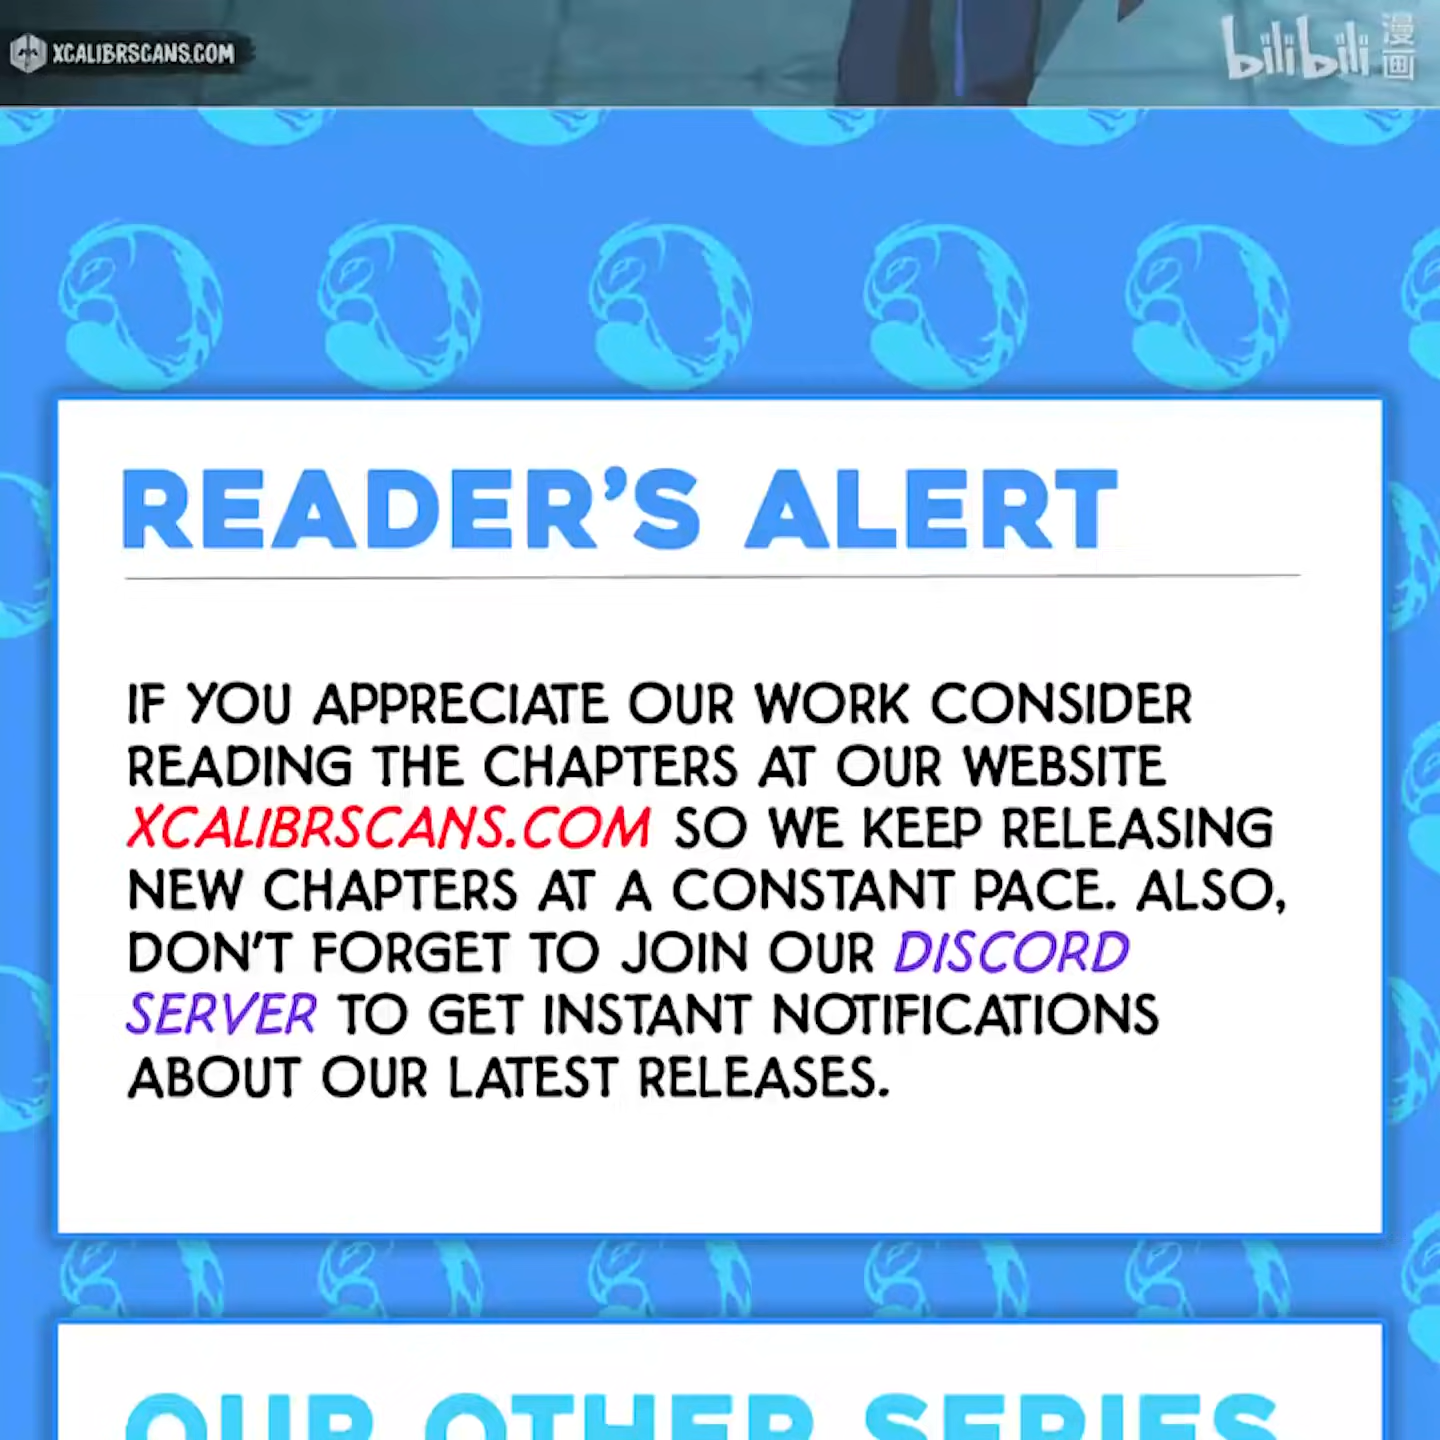 XCALIBRSCANS.COM
bilibili 漫画
READER'S ALERT
IF YOU APPRECIATE OUR WORK CONSIDER
READING THE CHAPTERS AT OUR WEBSITE
XCALIBRSCANS.COM SO WE KEEP RELEASING
NEW CHAPTERS AT A CONSTANT PACE. ALSO,
DON'T FORGET TO JOIN OUR DISCORD
SERVER TO GET INSTANT NOTIFICATIONS
ABOUT OUR LATEST RELEASES.
OUR OTHER SERIES